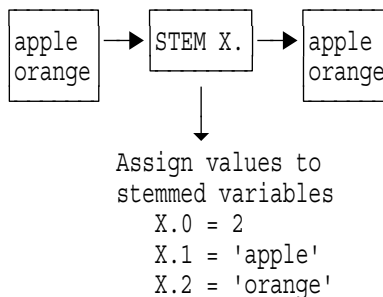 apple
orange
STEM X.
apple
orange
Assign values to
stemmed variables
X.0 = 2
X.1 = 'apple'
X.2 = 'orange'